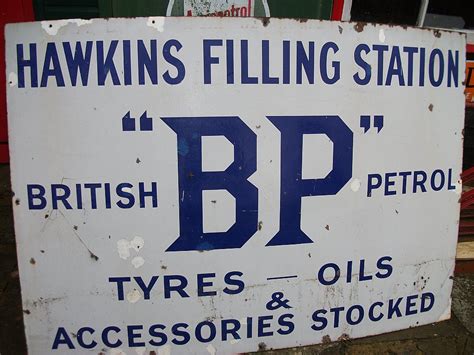 HAWKINS FILLING STATION
"BP"
BRITISH PETROL
TYRES — OILS
&
ACCESSORIES STOCKED